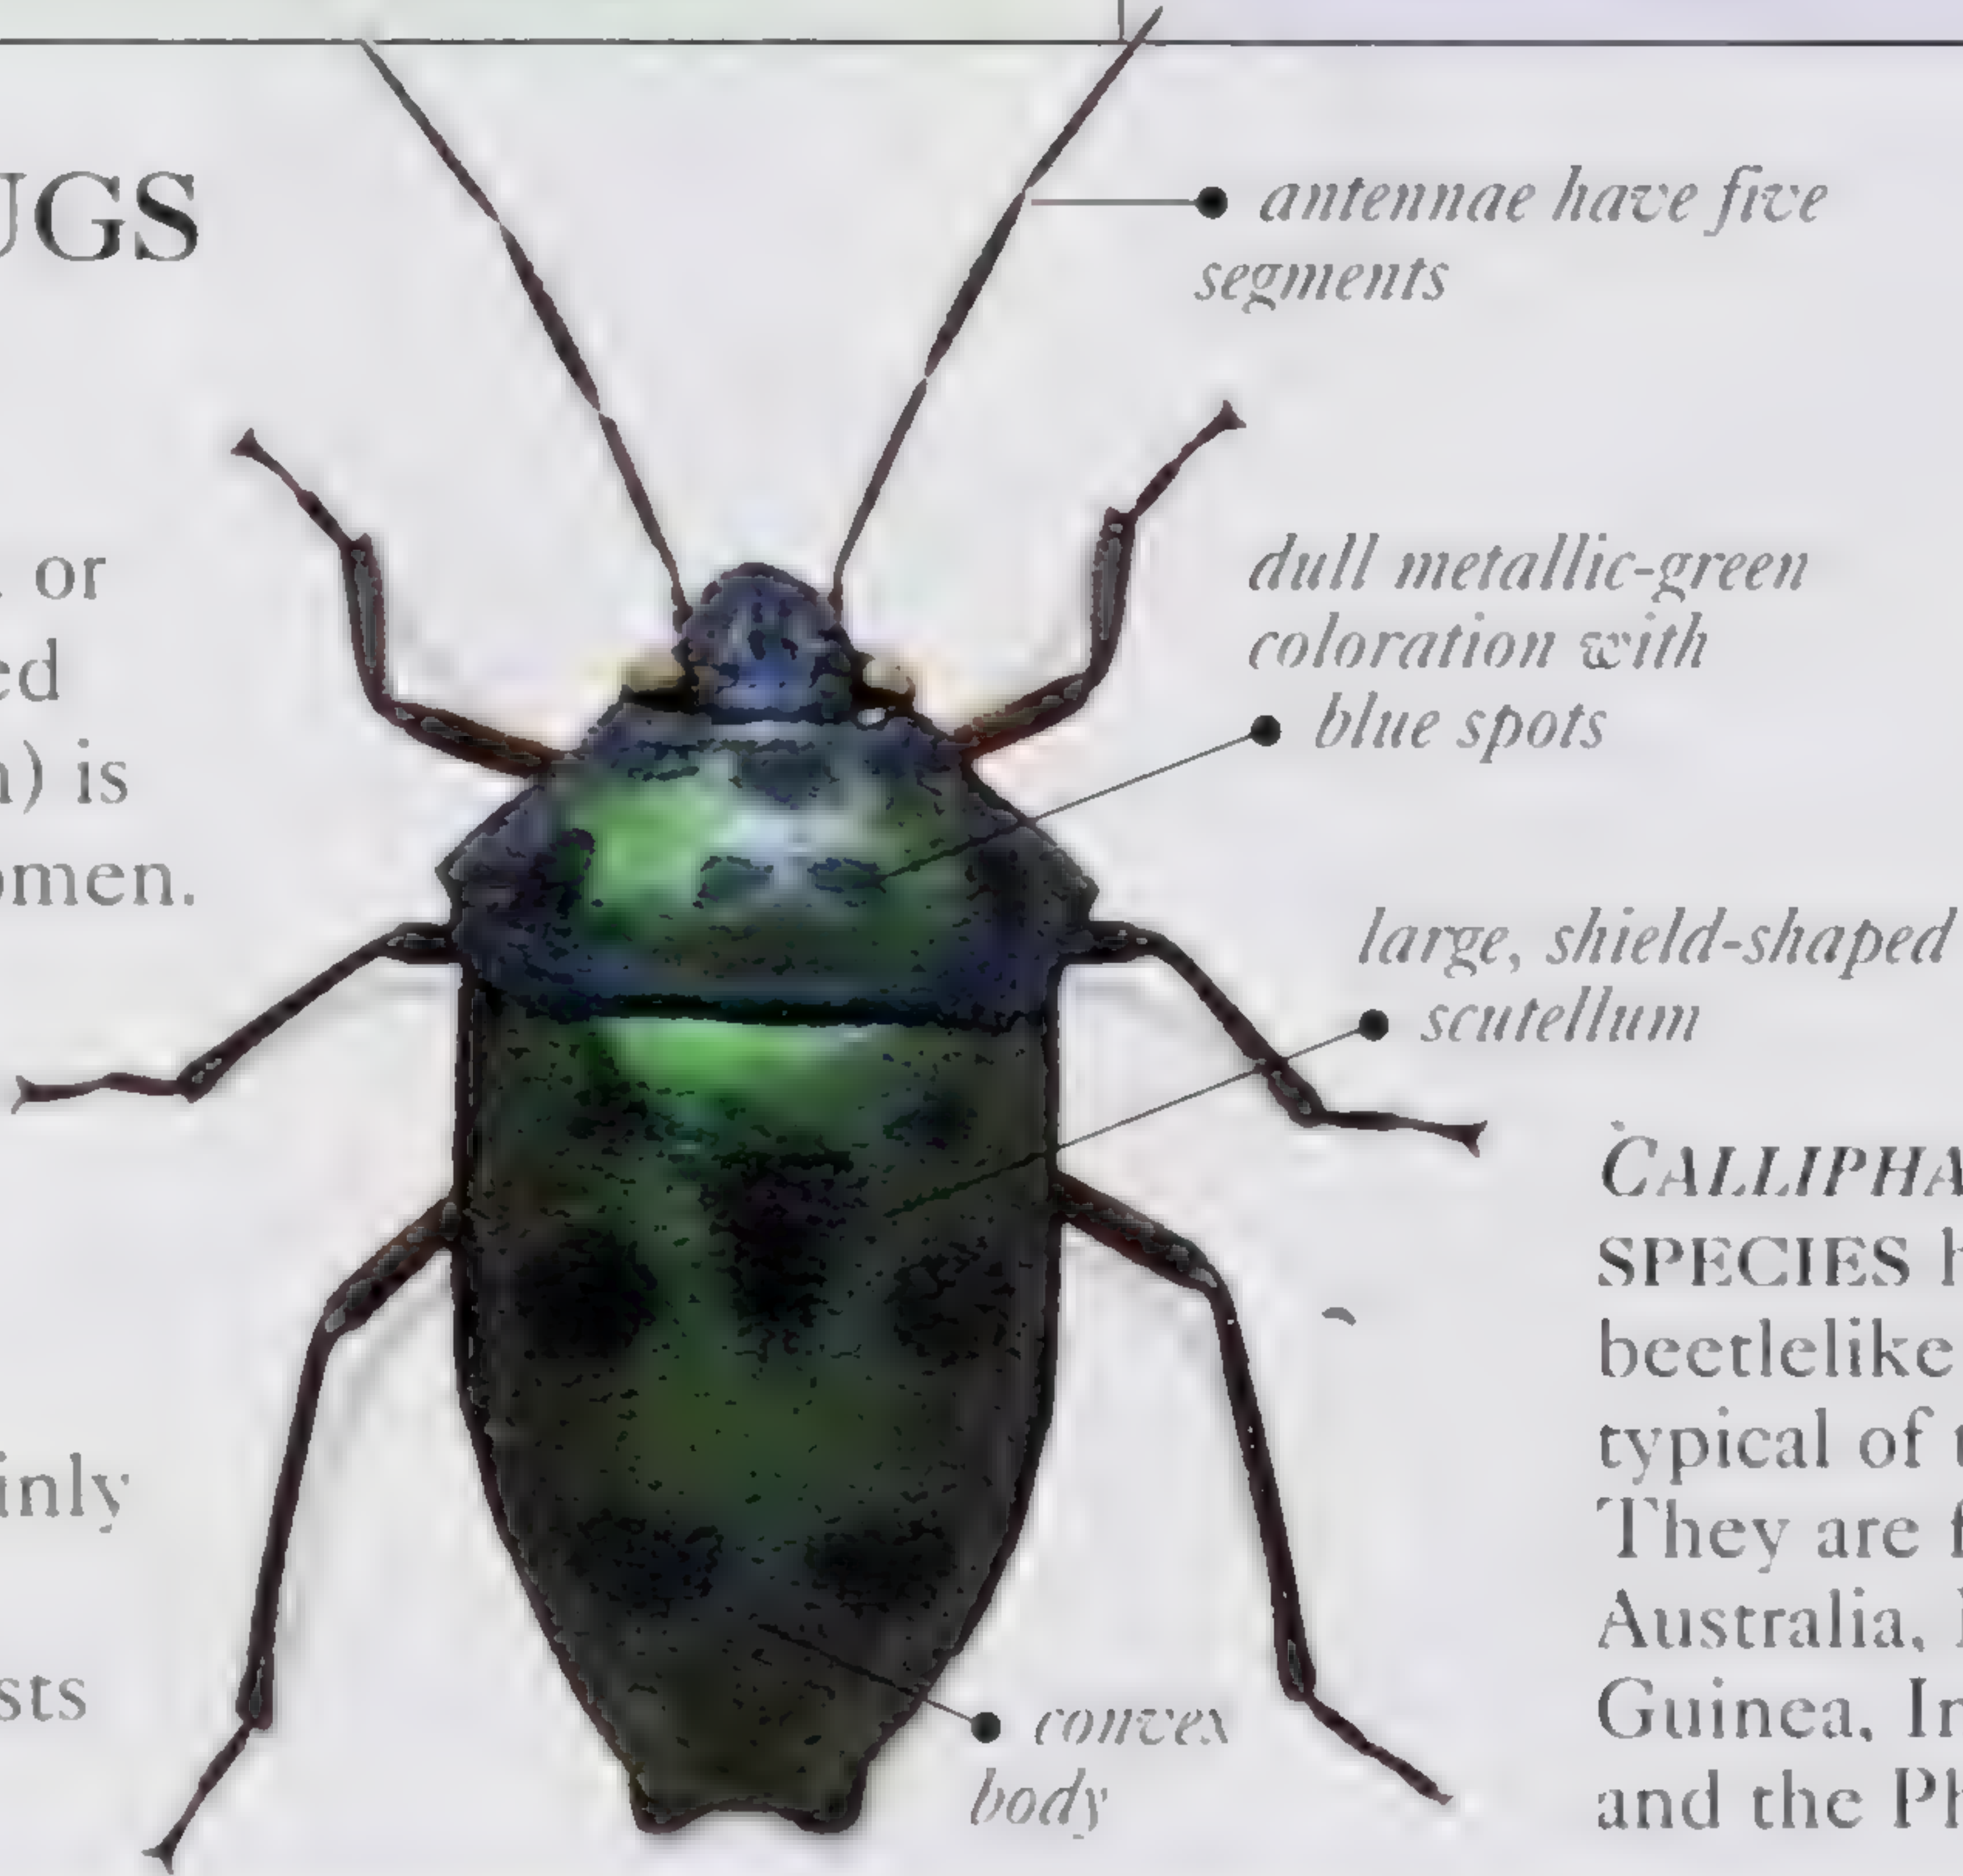 UGS
antennae have five
segments
or
ed
dull metallic-green
coloration with
blue spots
n) is
omen.
large, shield-shaped
scutellum
CALLIPHA
SPECIES h
beetlelike
typical of t
They are f
Australia,
Guinea, In
and the Ph
inly
sts
convex
body